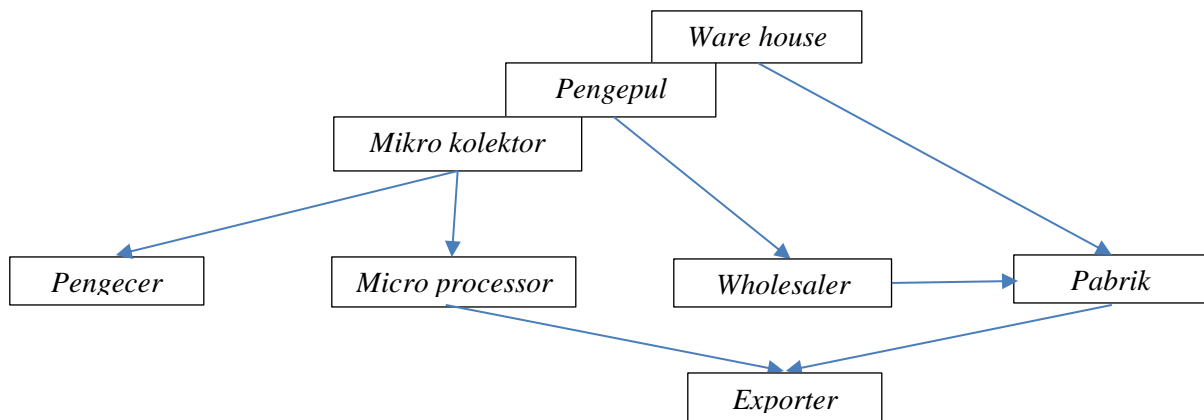 Ware house
Pengepul
Mikro kolektor
Pengecer
Micro processor
Wholesaler
Pabrik
Exporter